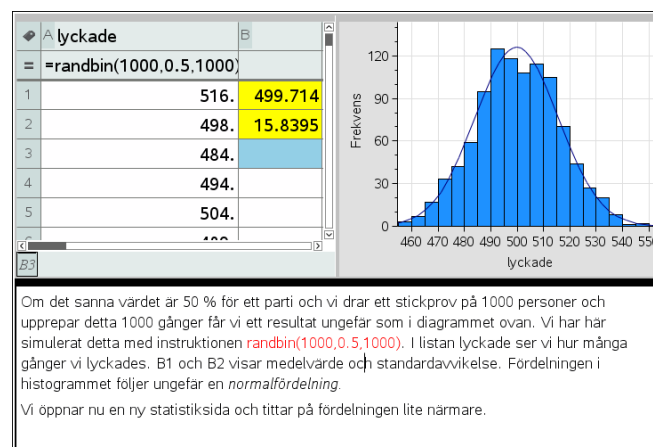 A lyckade B
= =randbin(1000,0.5,1000)
1 516. 499.714
2 498. 15.8395
3 484.
4 494.
5 504.
B3
Frekvens
120
90
60
30
0
460 470 480 490 500 510 520 530 540
lyckade
Om det sanna värdet är 50 % för ett parti och vi drar ett stickprov på 1000 personer och
upprepar detta 1000 gånger får vi ett resultat ungefär som i diagrammet ovan. Vi har här
simulerat detta med instruktionen randbin(1000,0.5,1000). I listan lyckade ser vi hur många
gånger vi lyckades. B1 och B2 visar medelvärde och standardavvikelse. Fördelningen i
histogrammet följer ungefär en normalfördelning.
Vi öppnar nu en ny statistiksida och tittar på fördelningen lite närmare.